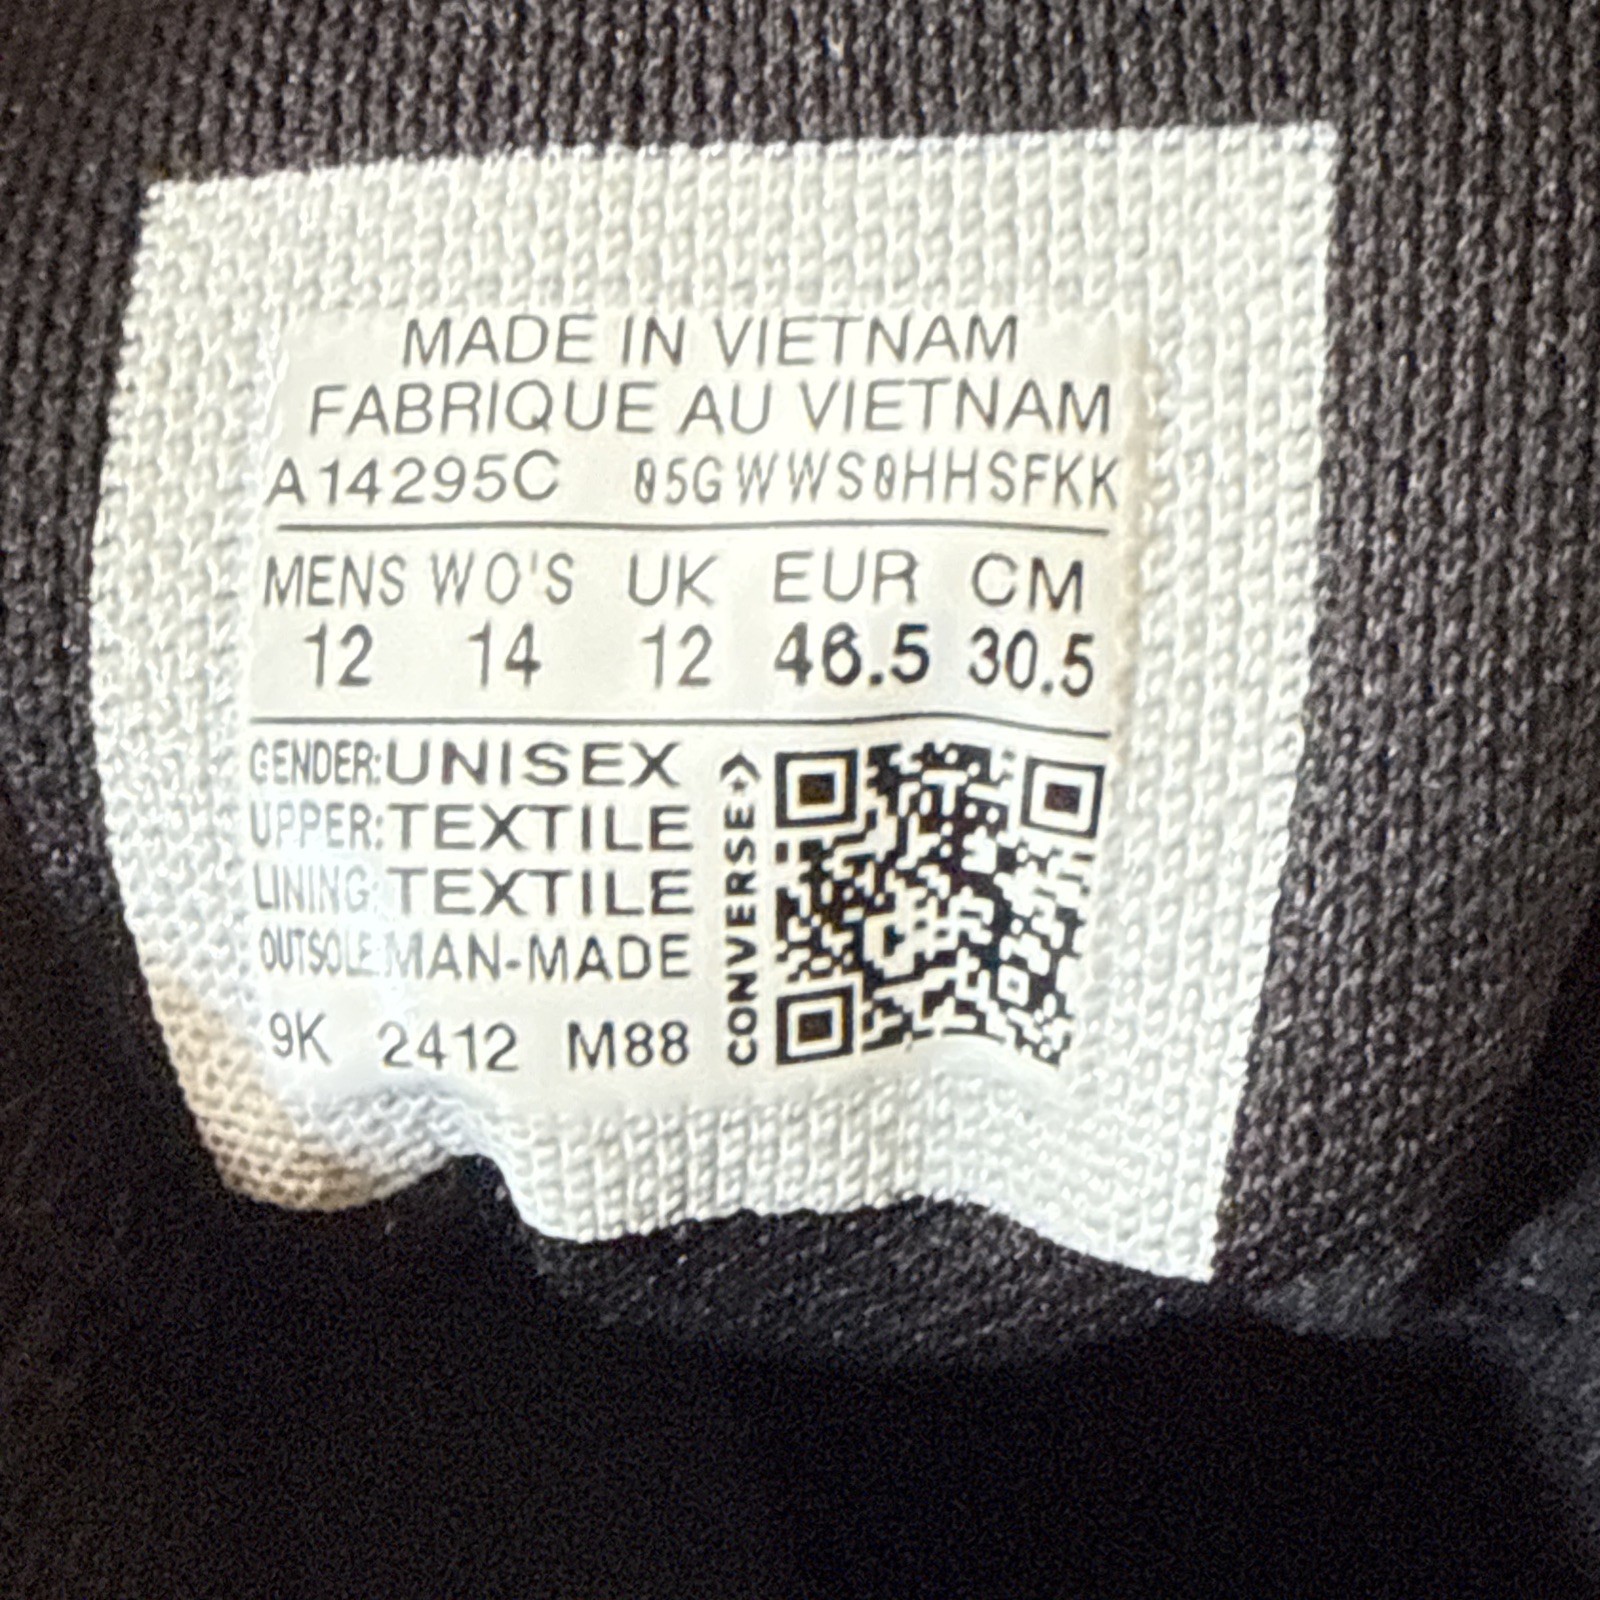 MADE IN VIETNAM
FABRIQUE AU VIETNAM
A14295C 05GWWS0HHSFKK
MENS WO'S UK EUR CM
12 14 12 46.5 30.5
GENDER:UNISEX
UPPER:TEXTILE
LINING:TEXTILE
OUTSOLE:MAN-MADE
9K 2412 M88
CONVERSE